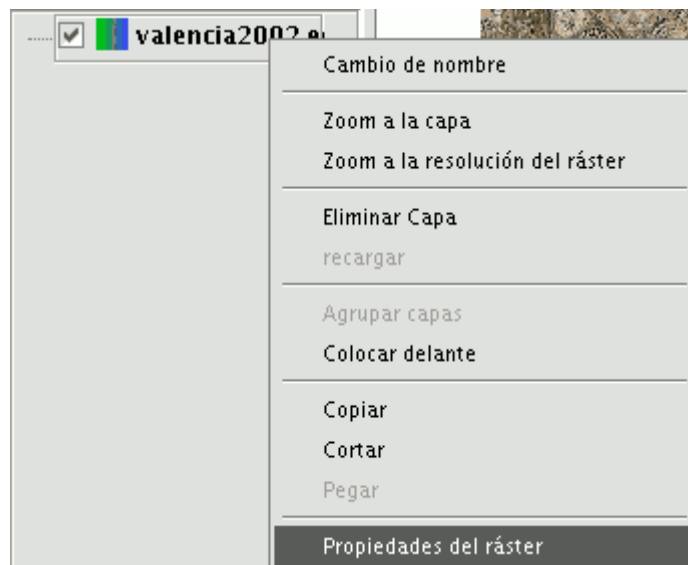 valencia2002
Cambio de nombre
Zoom a la capa
Zoom a la resolución del ráster
Eliminar Capa
recargar
Agrupar capas
Colocar delante
Copiar
Cortar
Pegar
Propiedades del ráster